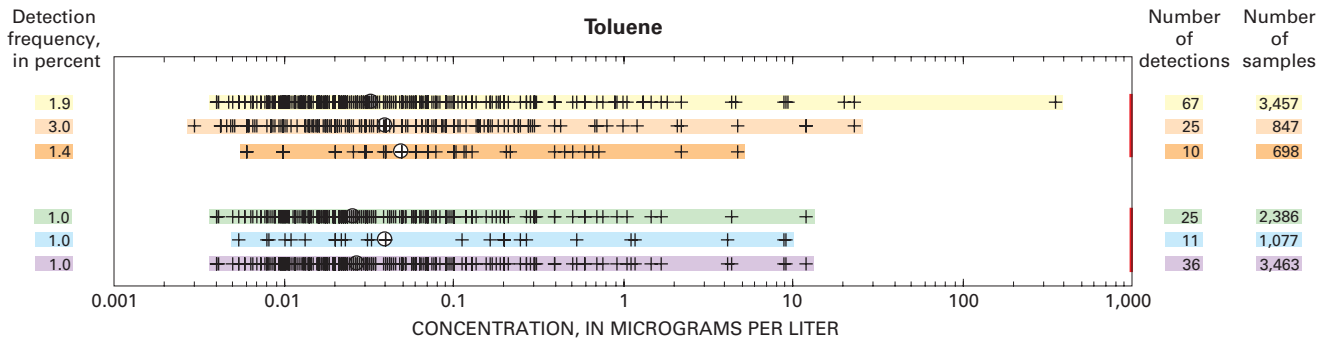 Toluene
Detection
frequency,
in percent
Number
of
detections
Number
of
samples
1.9 67 3,457
3.0 25 847
1.4 10 698
1.0 25 2,386
1.0 11 1,077
1.0 36 3,463
0.001 0.01 0.1 1 10 100 1,000
CONCENTRATION, IN MICROGRAMS PER LITER